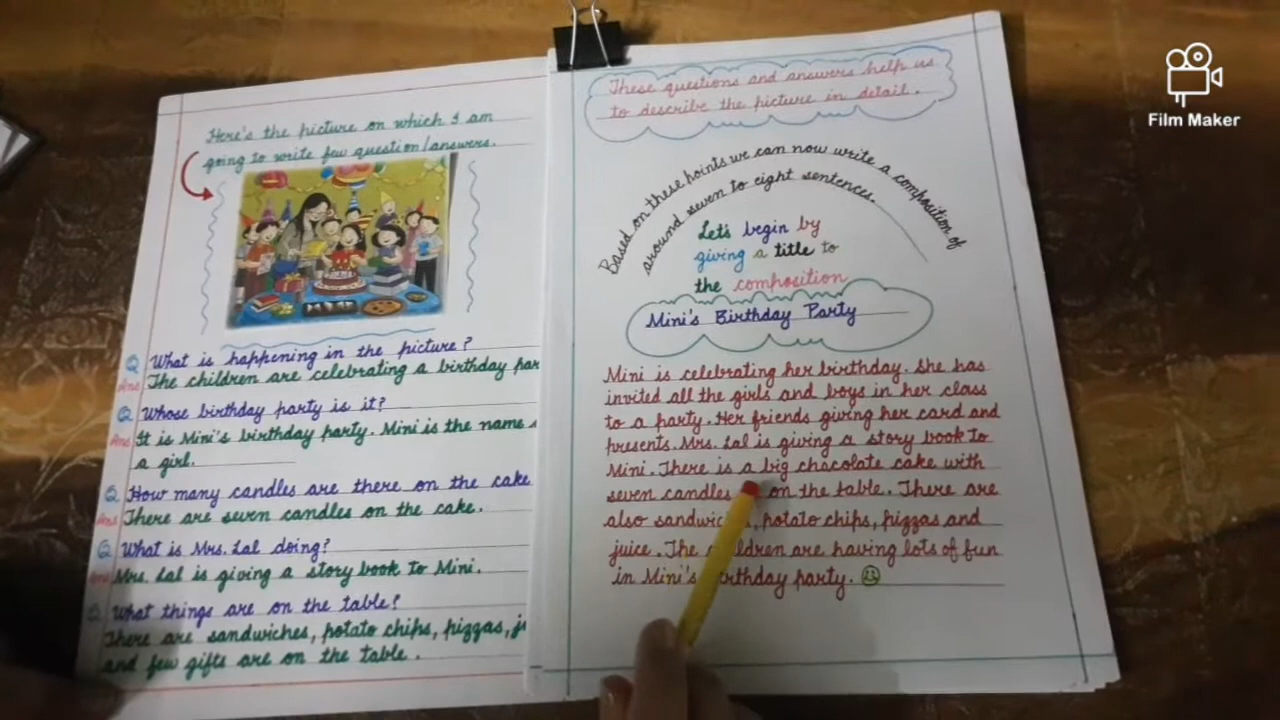 Here's the picture on which I am
going to write few question/answers.
Q What is happening in the picture?
Ans The children are celebrating a birthday par
Q Whose birthday party is it?
Ans It is Mini's birthday party. Mini is the name
a girl.
Q How many candles are there on the cake
Ans There are seven candles on the cake.
Q What is Mrs. Lal doing?
Ans Mrs. Lal is giving a story book to Mini.
What things are on the table?
There are sandwiches, potato chips, pizzas,
and few gifts are on the table.
These questions and answers help us
to describe the picture in detail.
Based on these points we can now write a composition of
around seven to eight sentences.
Let's begin by
giving a title to
the composition
Mini's Birthday Party
Mini is celebrating her birthday. She has
invited all the girls and boys in her class
to a party. Her friends giving her card and
presents. Mrs. Lal is giving a story book to
Mini. There is a big chacolate cake with
seven candles on the table. There are
also potato chips, pizzas and
juice. The children are having lots of fun
in Mini's birthday party.
Film Maker